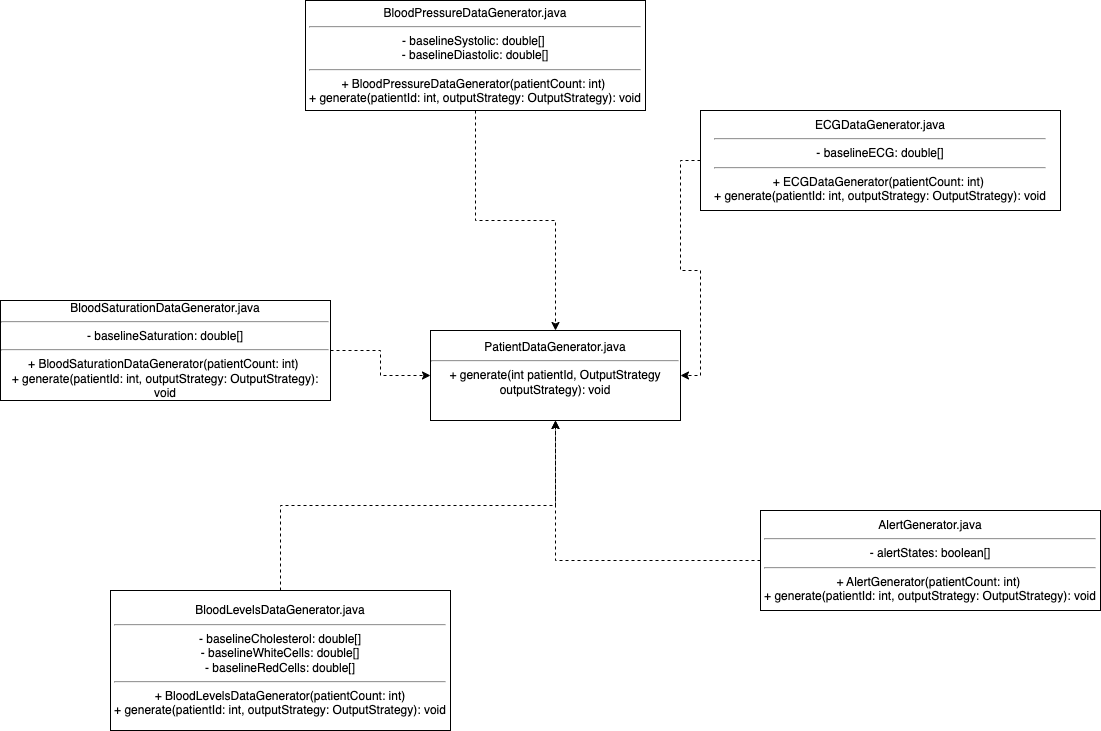 BloodPressureDataGenerator.java
- baselineSystolic: double[]
- baselineDiastolic: double[]
+ BloodPressureDataGenerator(patientCount: int)
+ generate(patientId: int, outputStrategy: OutputStrategy): void
ECGDataGenerator.java
- baselineECG: double[]
+ ECGDataGenerator(patientCount: int)
+ generate(patientId: int, outputStrategy: OutputStrategy): void
BloodSaturationDataGenerator.java
- baselineSaturation: double[]
+ BloodSaturationDataGenerator(patientCount: int)
+ generate(patientId: int, outputStrategy: OutputStrategy):
void
PatientDataGenerator.java
+ generate(int patientId, OutputStrategy
outputStrategy): void
AlertGenerator.java
- alertStates: boolean[]
+ AlertGenerator(patientCount: int)
+ generate(patientId: int, outputStrategy: OutputStrategy): void
BloodLevelsDataGenerator.java
- baselineCholesterol: double[]
- baselineWhiteCells: double[]
- baselineRedCells: double[]
+ BloodLevelsDataGenerator(patientCount: int)
+ generate(patientId: int, outputStrategy: OutputStrategy): void